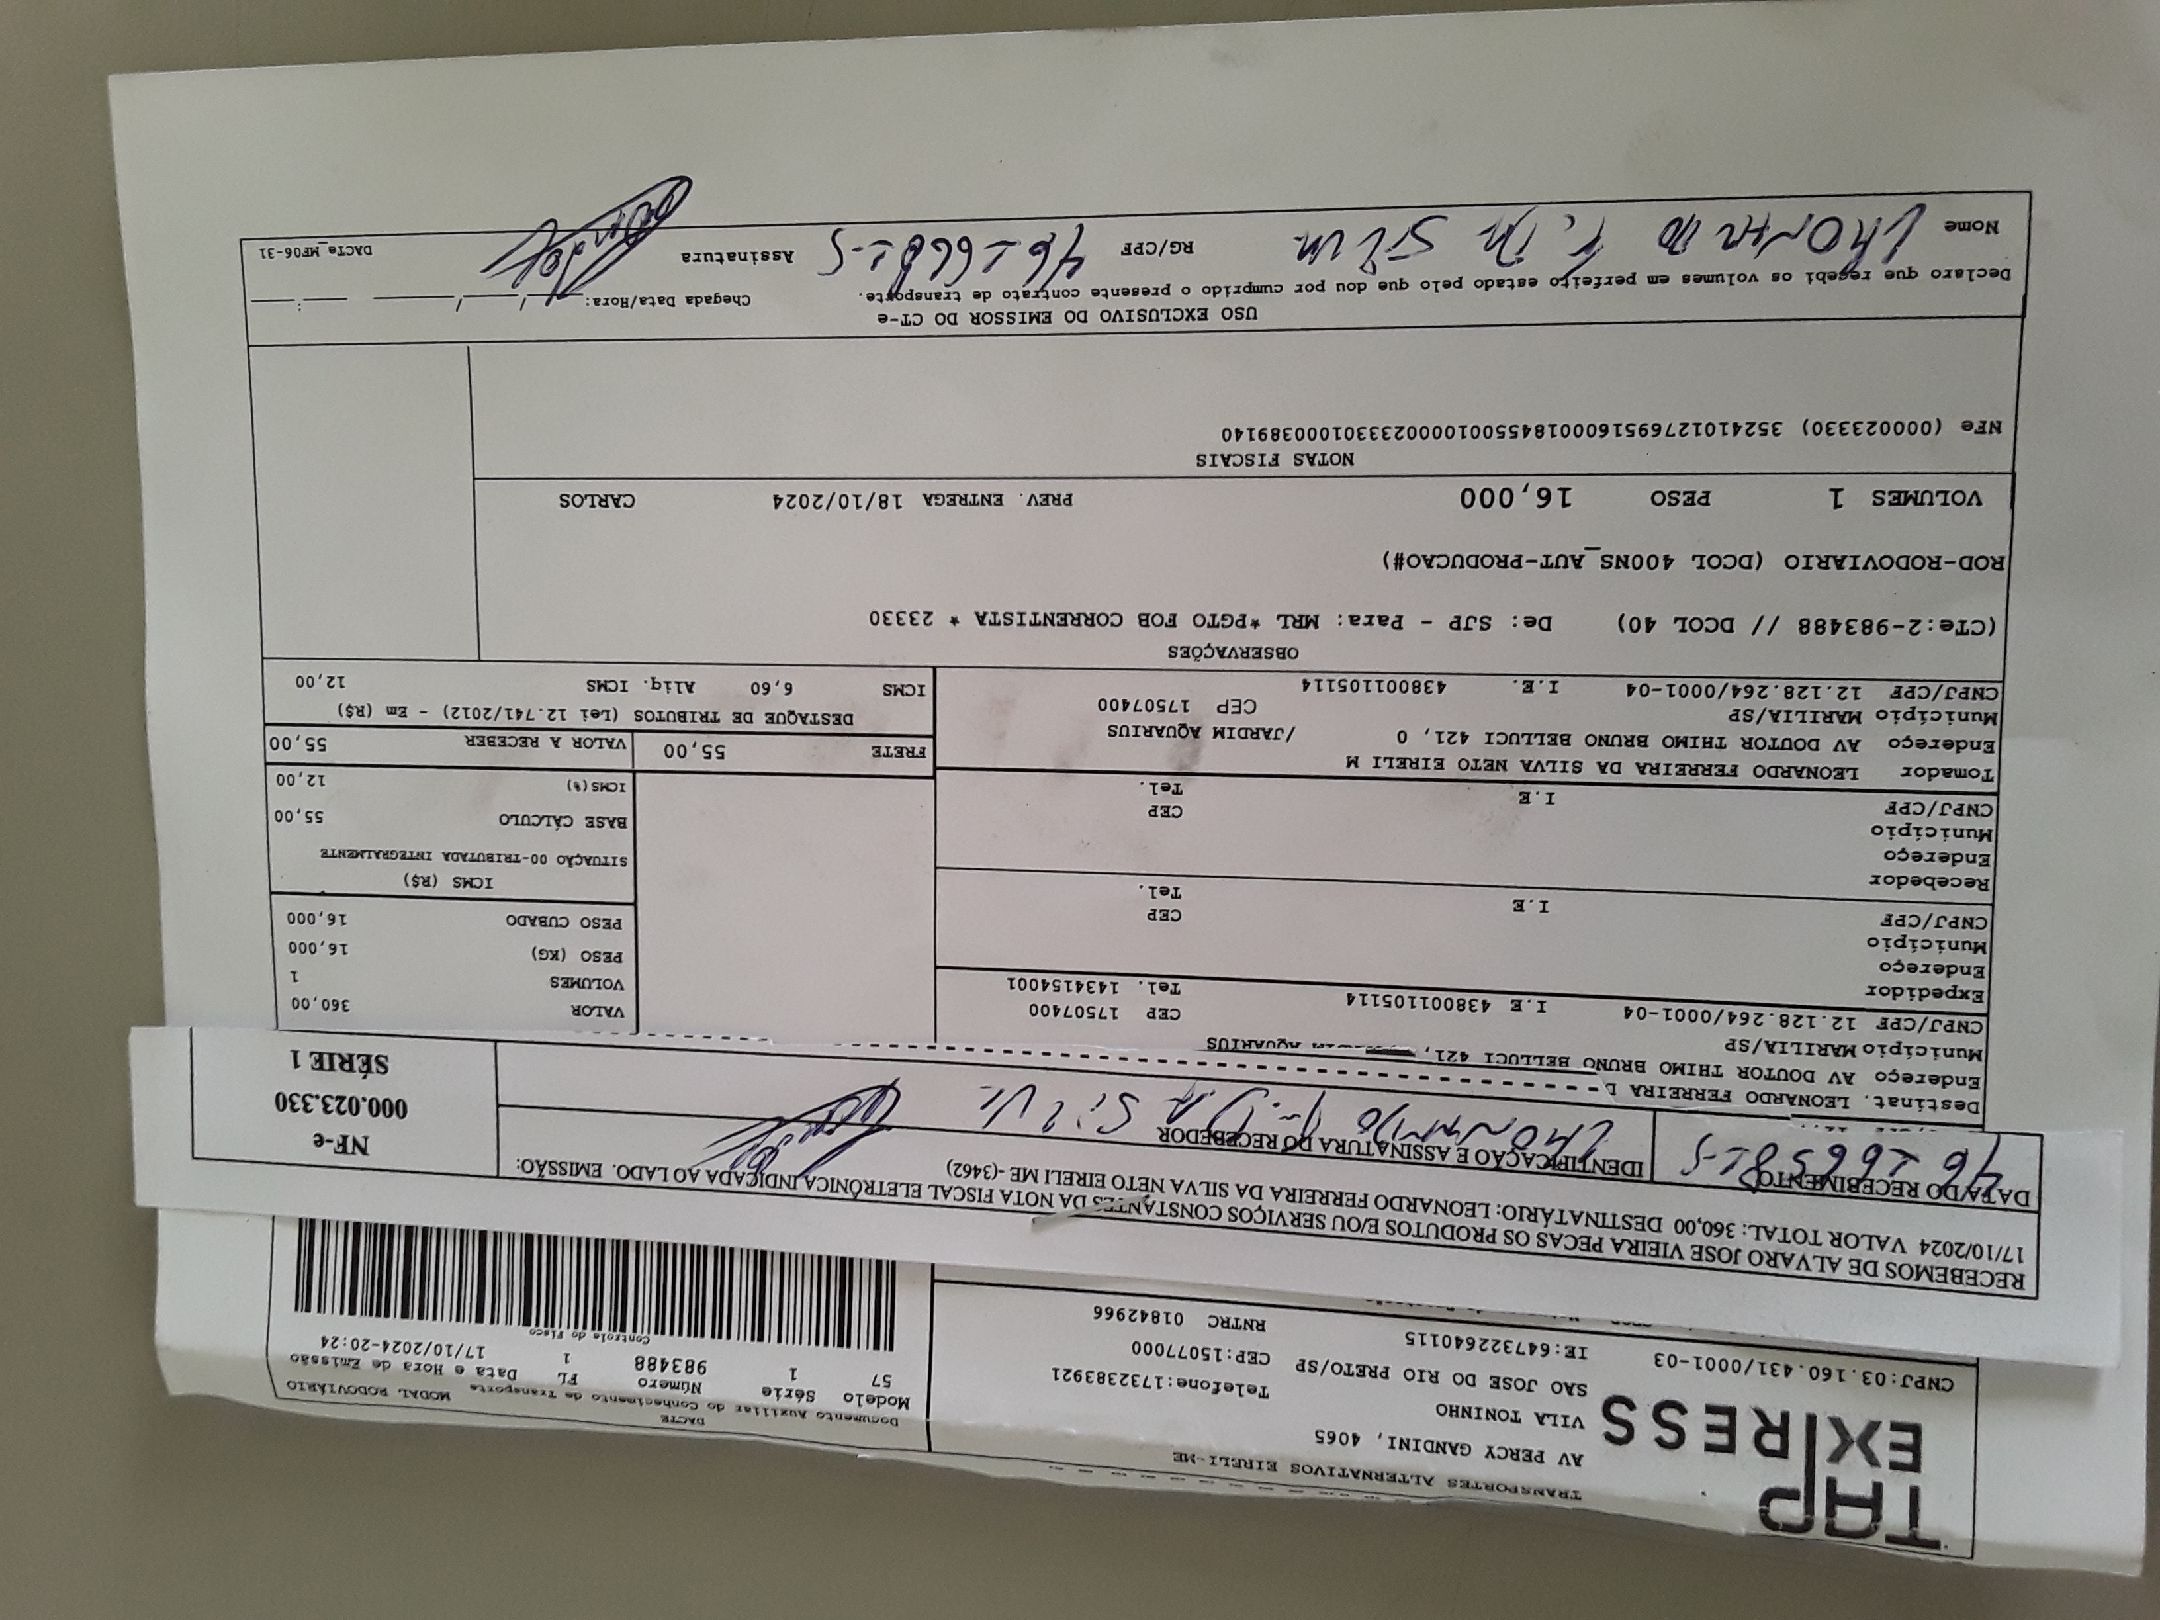 TRANSPORTES ALTERNATIVOS EIRELI-ME
TAP
EXPRESS
AV PERCY GANDINI, 4065
VILA TONINHO
SAO JOSE DO RIO PRETO/SP CEP:15077000
Telefone:1732383921
CNPJ:03.160.431/0001-03 IE:647322640115 RNTRC 01842966
DACTE
Documento Auxiliar do Conhecimento de Transporte MODAL RODOVIÁRIO
Modelo Série Número FL Data e Hora de Emissão
57 1 983488 1 17/10/2024-20:24
Controle do Fisco
RECEBEMOS DE ALVARO JOSE VIEIRA PECAS OS PRODUTOS E/OU SERVIÇOS CONSTANTES DA NOTA FISCAL ELETRÔNICA INDICADA AO LADO. EMISSÃO:
17/10/2024 VALOR TOTAL: 360,00 DESTINATÁRIO: LEONARDO FERREIRA DA SILVA NETO EIRELI ME -(3462)
DATA DO RECEBIMENTO
IDENTIFICAÇÃO E ASSINATURA DO RECEBEDOR
NF-e
000.023.330
SÉRIE 1
Destinat. LEONARDO FERREIRA
Endereço AV DOUTOR THIMO BRUNO BELLUCI 421, AQUARIUS
Município MARILIA/SP CEP 17507400
CNPJ/CPF 12.128.264/0001-04 I.E 438001105114 Tel. 1434154001
Expedidor
Endereço
Município CEP
CNPJ/CPF I.E Tel.
Recebedor
Endereço
Município CEP
CNPJ/CPF I.E Tel.
Tomador LEONARDO FERREIRA DA SILVA NETO EIRELI M
Endereço AV DOUTOR THIMO BRUNO BELLUCI 421, 0 /JARDIM AQUARIUS
Município MARILIA/SP CEP 17507400
CNPJ/CPF 12.128.264/0001-04 I.E. 438001105114
VALOR 360,00
VOLUMES 1
PESO (KG) 16,000
PESO CUBADO 16,000
ICMS (R$)
SITUAÇÃO 00-TRIBUTADA INTEGRALMENTE
BASE CÁLCULO 55,00
ICMS(%) 12,00
FRETE 55,00 VALOR A RECEBER 55,00
DESTAQUE DE TRIBUTOS (Lei 12.741/2012) - Em (R$)
ICMS 6,60 Aliq. ICMS 12,00
OBSERVAÇÕES
(CTe:2-983488 // DCOL 40) De: SJP - Para: MRL *PGTO FOB CORRENTISTA * 23330
ROD-RODOVIARIO (DCOL 400NS_AUT-PRODUCAO#)
VOLUMES 1 PESO 16,000 PREV. ENTREGA 18/10/2024 CARLOS
NOTAS FISCAIS
NFe (000023330) 35241012769516000184550010000233301000389140
USO EXCLUSIVO DO EMISSOR DO CT-e
Declaro que recebi os volumes em perfeito estado pelo que dou por cumprido o presente contrato de transporte. Chegada Data/Hora: __/__/__ __:__
Nome RG/CPF Assinatura
DACTe_MF06-31